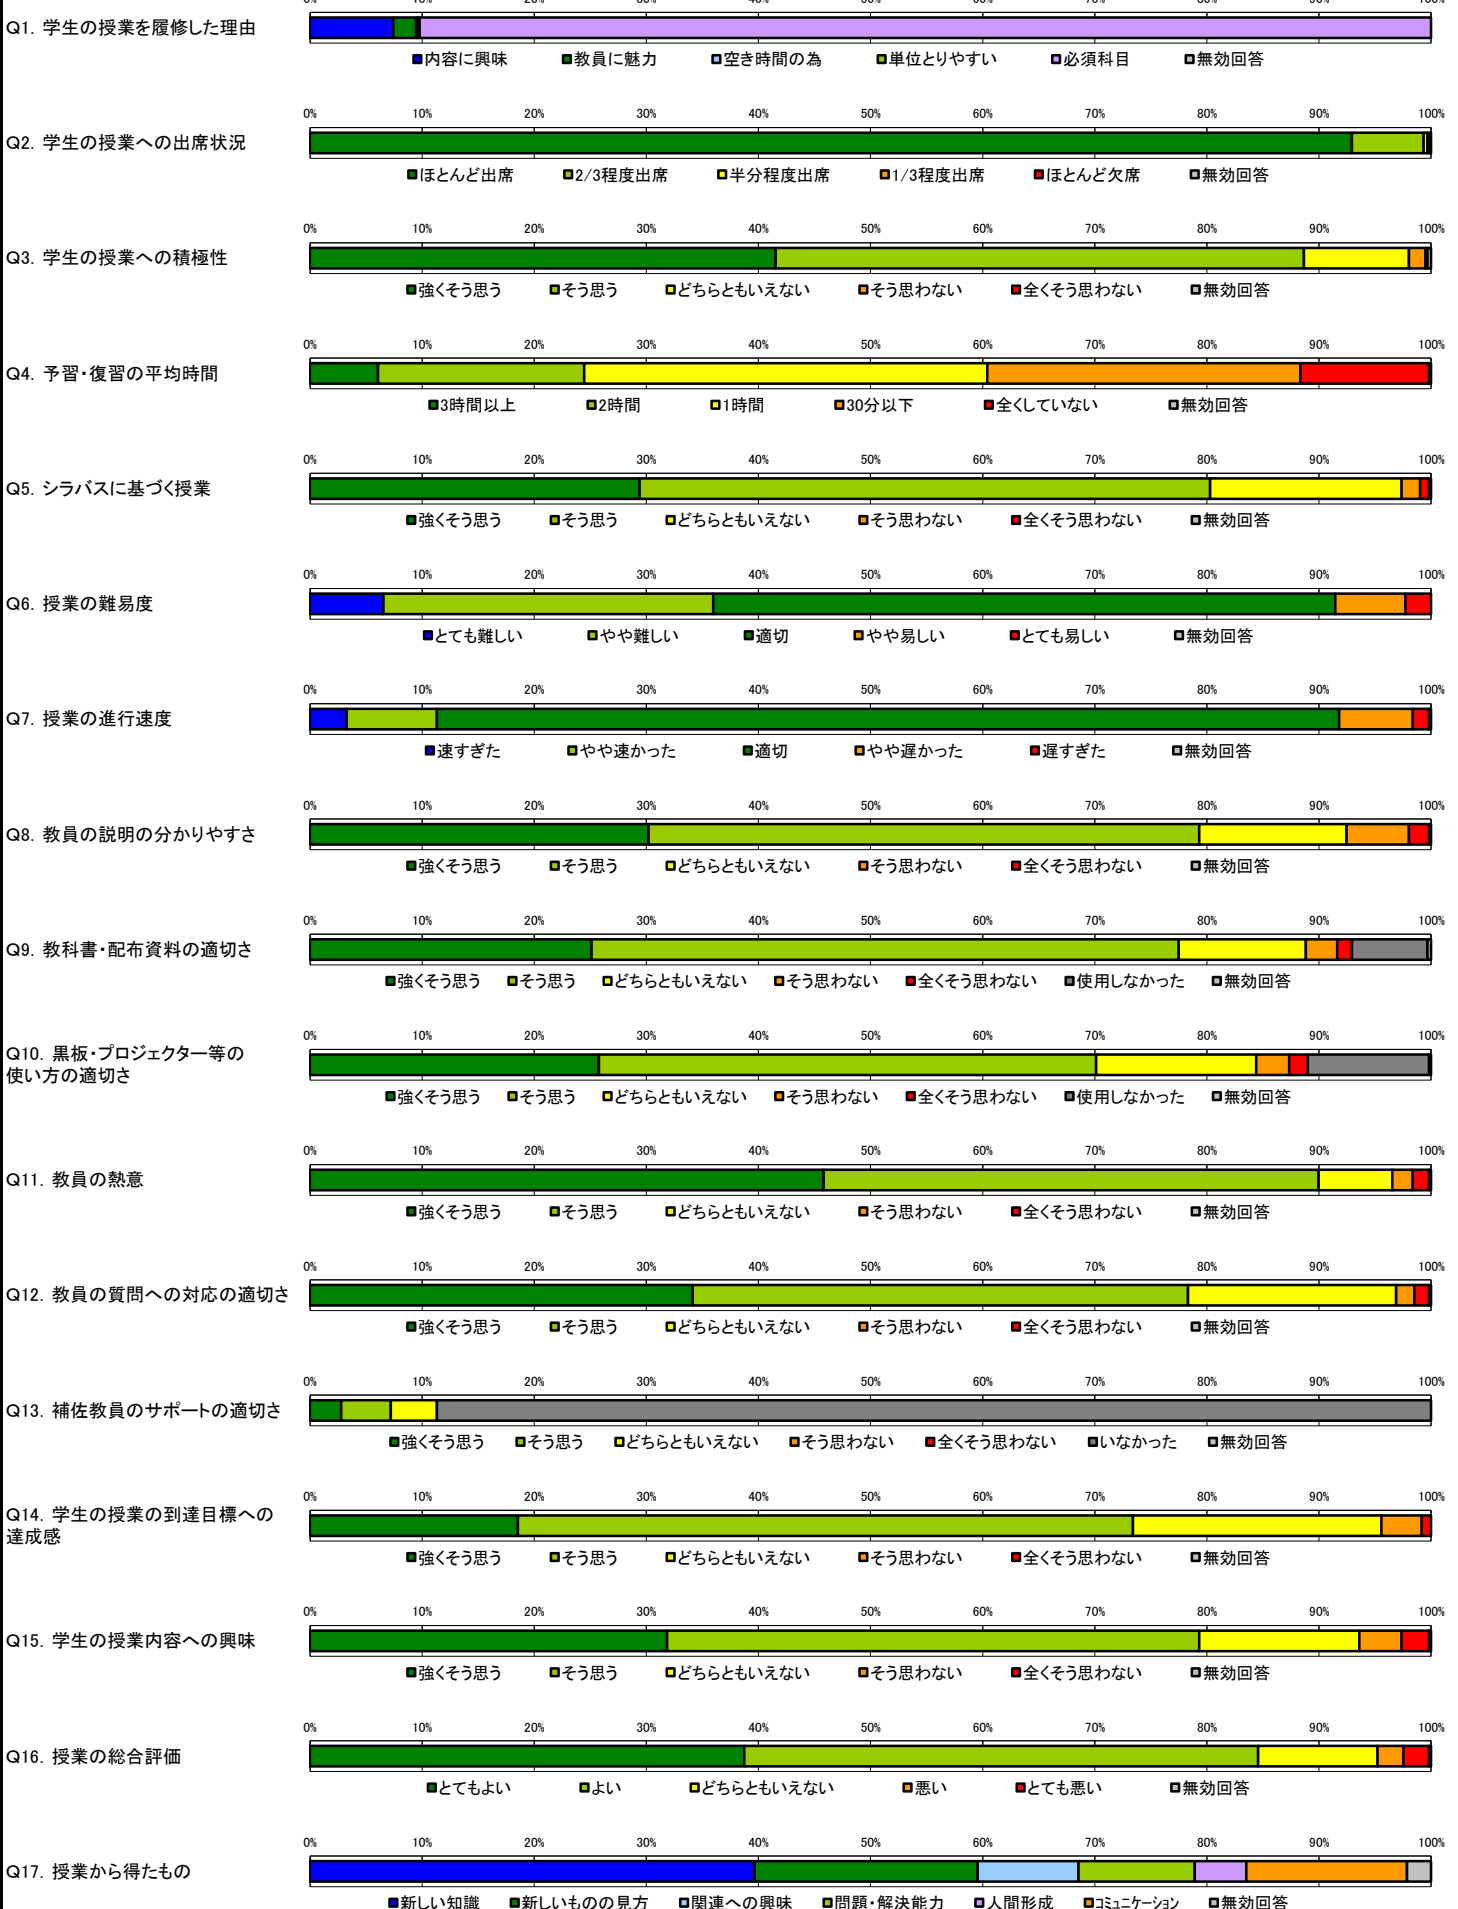 0% 10% 20% 30% 40% 50% 60% 70% 80% 90% 100%
Q1. 学生の授業を履修した理由
内容に興味 教員に魅力 空き時間の為 単位とりやすい 必須科目 無効回答
0% 10% 20% 30% 40% 50% 60% 70% 80% 90% 100%
Q2. 学生の授業への出席状況
ほとんど出席 2/3程度出席 半分程度出席 1/3程度出席 ほとんど欠席 無効回答
0% 10% 20% 30% 40% 50% 60% 70% 80% 90% 100%
Q3. 学生の授業への積極性
強くそう思う そう思う どちらともいえない そう思わない 全くそう思わない 無効回答
0% 10% 20% 30% 40% 50% 60% 70% 80% 90% 100%
Q4. 予習・復習の平均時間
3時間以上 2時間 1時間 30分以下 全くしていない 無効回答
0% 10% 20% 30% 40% 50% 60% 70% 80% 90% 100%
Q5. シラバスに基づく授業
強くそう思う そう思う どちらともいえない そう思わない 全くそう思わない 無効回答
0% 10% 20% 30% 40% 50% 60% 70% 80% 90% 100%
Q6. 授業の難易度
とても難しい やや難しい 適切 やや易しい とても易しい 無効回答
0% 10% 20% 30% 40% 50% 60% 70% 80% 90% 100%
Q7. 授業の進行速度
速すぎた やや速かった 適切 やや遅かった 遅すぎた 無効回答
0% 10% 20% 30% 40% 50% 60% 70% 80% 90% 100%
Q8. 教員の説明の分かりやすさ
強くそう思う そう思う どちらともいえない そう思わない 全くそう思わない 無効回答
0% 10% 20% 30% 40% 50% 60% 70% 80% 90% 100%
Q9. 教科書・配布資料の適切さ
強くそう思う そう思う どちらともいえない そう思わない 全くそう思わない 使用しなかった 無効回答
0% 10% 20% 30% 40% 50% 60% 70% 80% 90% 100%
Q10. 黒板・プロジェクター等の
使い方の適切さ
強くそう思う そう思う どちらともいえない そう思わない 全くそう思わない 使用しなかった 無効回答
0% 10% 20% 30% 40% 50% 60% 70% 80% 90% 100%
Q11. 教員の熱意
強くそう思う そう思う どちらともいえない そう思わない 全くそう思わない 無効回答
0% 10% 20% 30% 40% 50% 60% 70% 80% 90% 100%
Q12. 教員の質問への対応の適切さ
強くそう思う そう思う どちらともいえない そう思わない 全くそう思わない 無効回答
0% 10% 20% 30% 40% 50% 60% 70% 80% 90% 100%
Q13. 補佐教員のサポートの適切さ
強くそう思う そう思う どちらともいえない そう思わない 全くそう思わない いなかった 無効回答
0% 10% 20% 30% 40% 50% 60% 70% 80% 90% 100%
Q14. 学生の授業の到達目標への
達成感
強くそう思う そう思う どちらともいえない そう思わない 全くそう思わない 無効回答
0% 10% 20% 30% 40% 50% 60% 70% 80% 90% 100%
Q15. 学生の授業内容への興味
強くそう思う そう思う どちらともいえない そう思わない 全くそう思わない 無効回答
0% 10% 20% 30% 40% 50% 60% 70% 80% 90% 100%
Q16. 授業の総合評価
とてもよい よい どちらともいえない 悪い とても悪い 無効回答
0% 10% 20% 30% 40% 50% 60% 70% 80% 90% 100%
Q17. 授業から得たもの
新しい知識 新しいものの見方 関連への興味 問題・解決能力 人間形成 ｺﾐｭﾆｹｰｼｮﾝ 無効回答